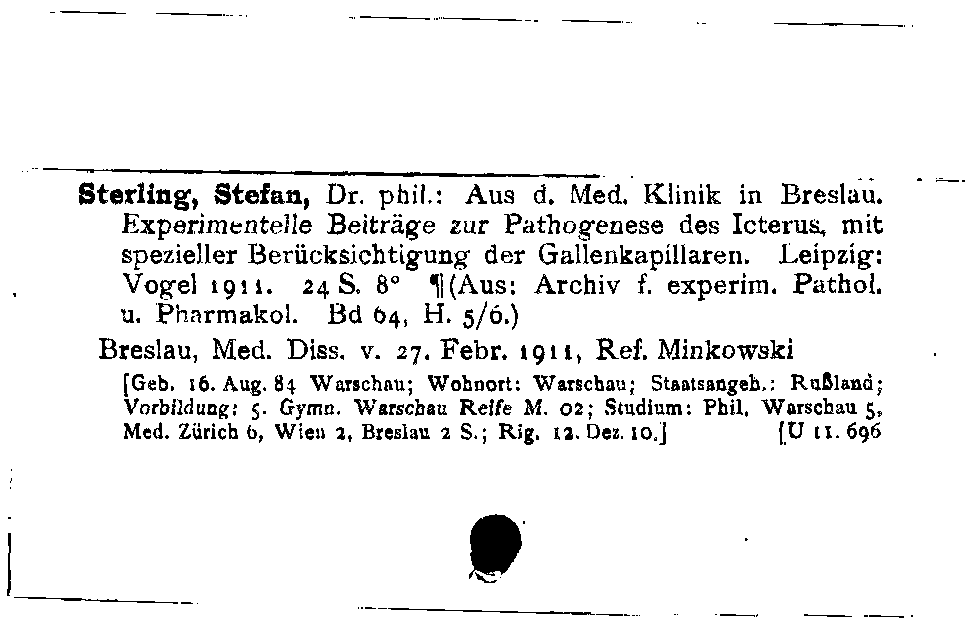 Sterling, Stefan, Dr. phil.: Aus d. Med. Klinik in Breslau.
Experimentelle Beiträge zur Pathogenese des Icterus, mit
spezieller Berücksichtigung der Gallenkapillaren. Leipzig:
Vogel 1911. 24 S. 8° ¶(Aus: Archiv f. experim. Pathol.
u. Pharmakol. Bd 64, H. 5/6.)
Breslau, Med. Diss. v. 27. Febr. 1911, Ref. Minkowski
[Geb. 16. Aug. 84 Warschau; Wohnort: Warschau; Staatsangeh.: Rußland;
Vorbildung: 5. Gymn. Warschau Reife M. 02; Studium: Phil. Warschau 5,
Med. Zürich 6, Wien 2, Breslau 2 S.; Rig. 12. Dez. 10.] [U 11. 696